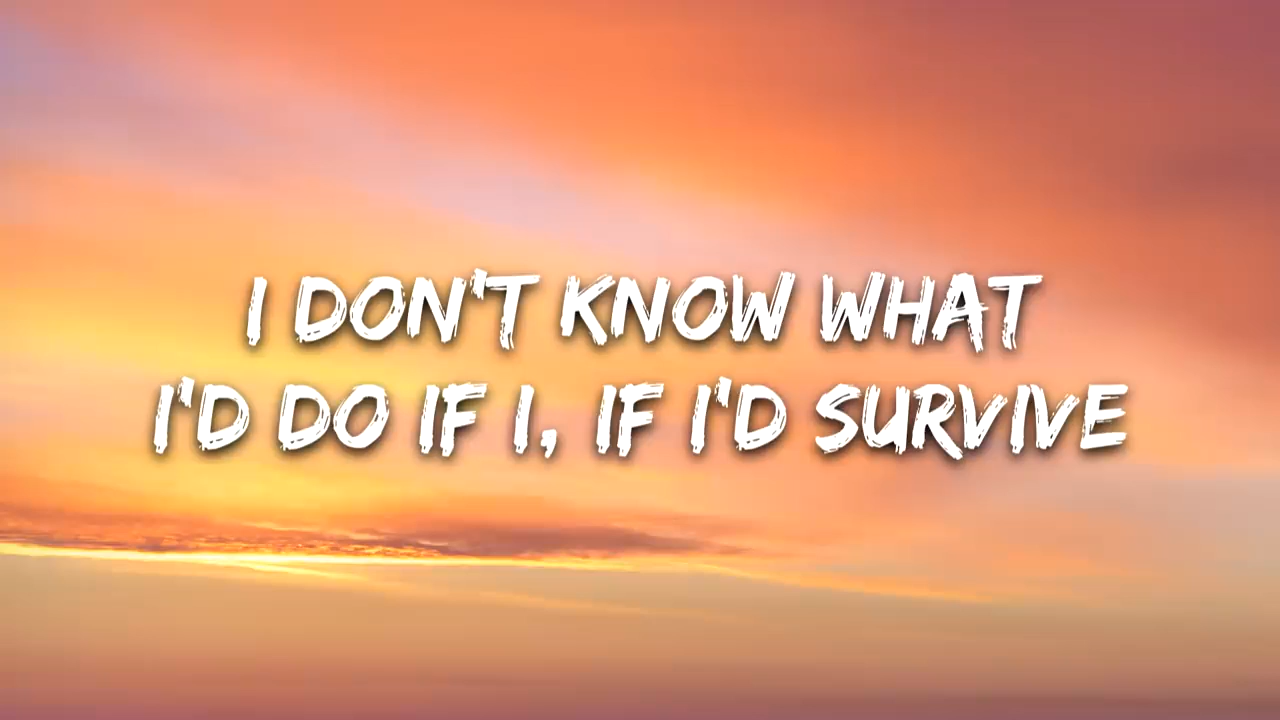 I DON'T KNOW WHAT
I'D DO IF I, IF I'D SURVIVE